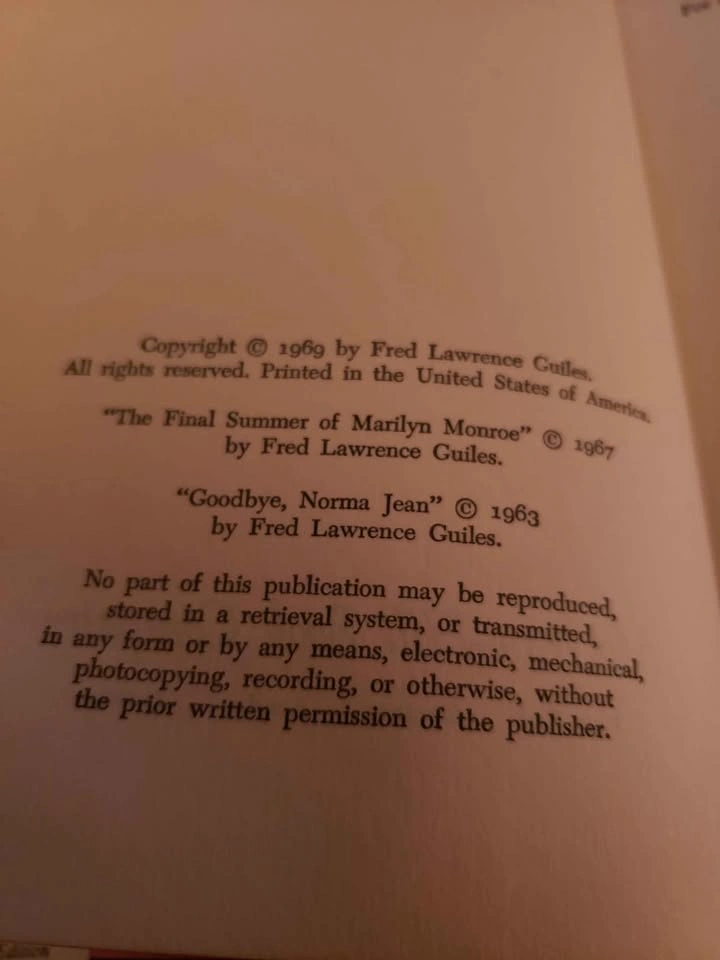 Copyright © 1969 by Fred Lawrence Guiles.
All rights reserved. Printed in the United States of America.
“The Final Summer of Marilyn Monroe” © 1967
by Fred Lawrence Guiles.
“Goodbye, Norma Jean” © 1963
by Fred Lawrence Guiles.
No part of this publication may be reproduced,
stored in a retrieval system, or transmitted,
in any form or by any means, electronic, mechanical,
photocopying, recording, or otherwise, without
the prior written permission of the publisher.